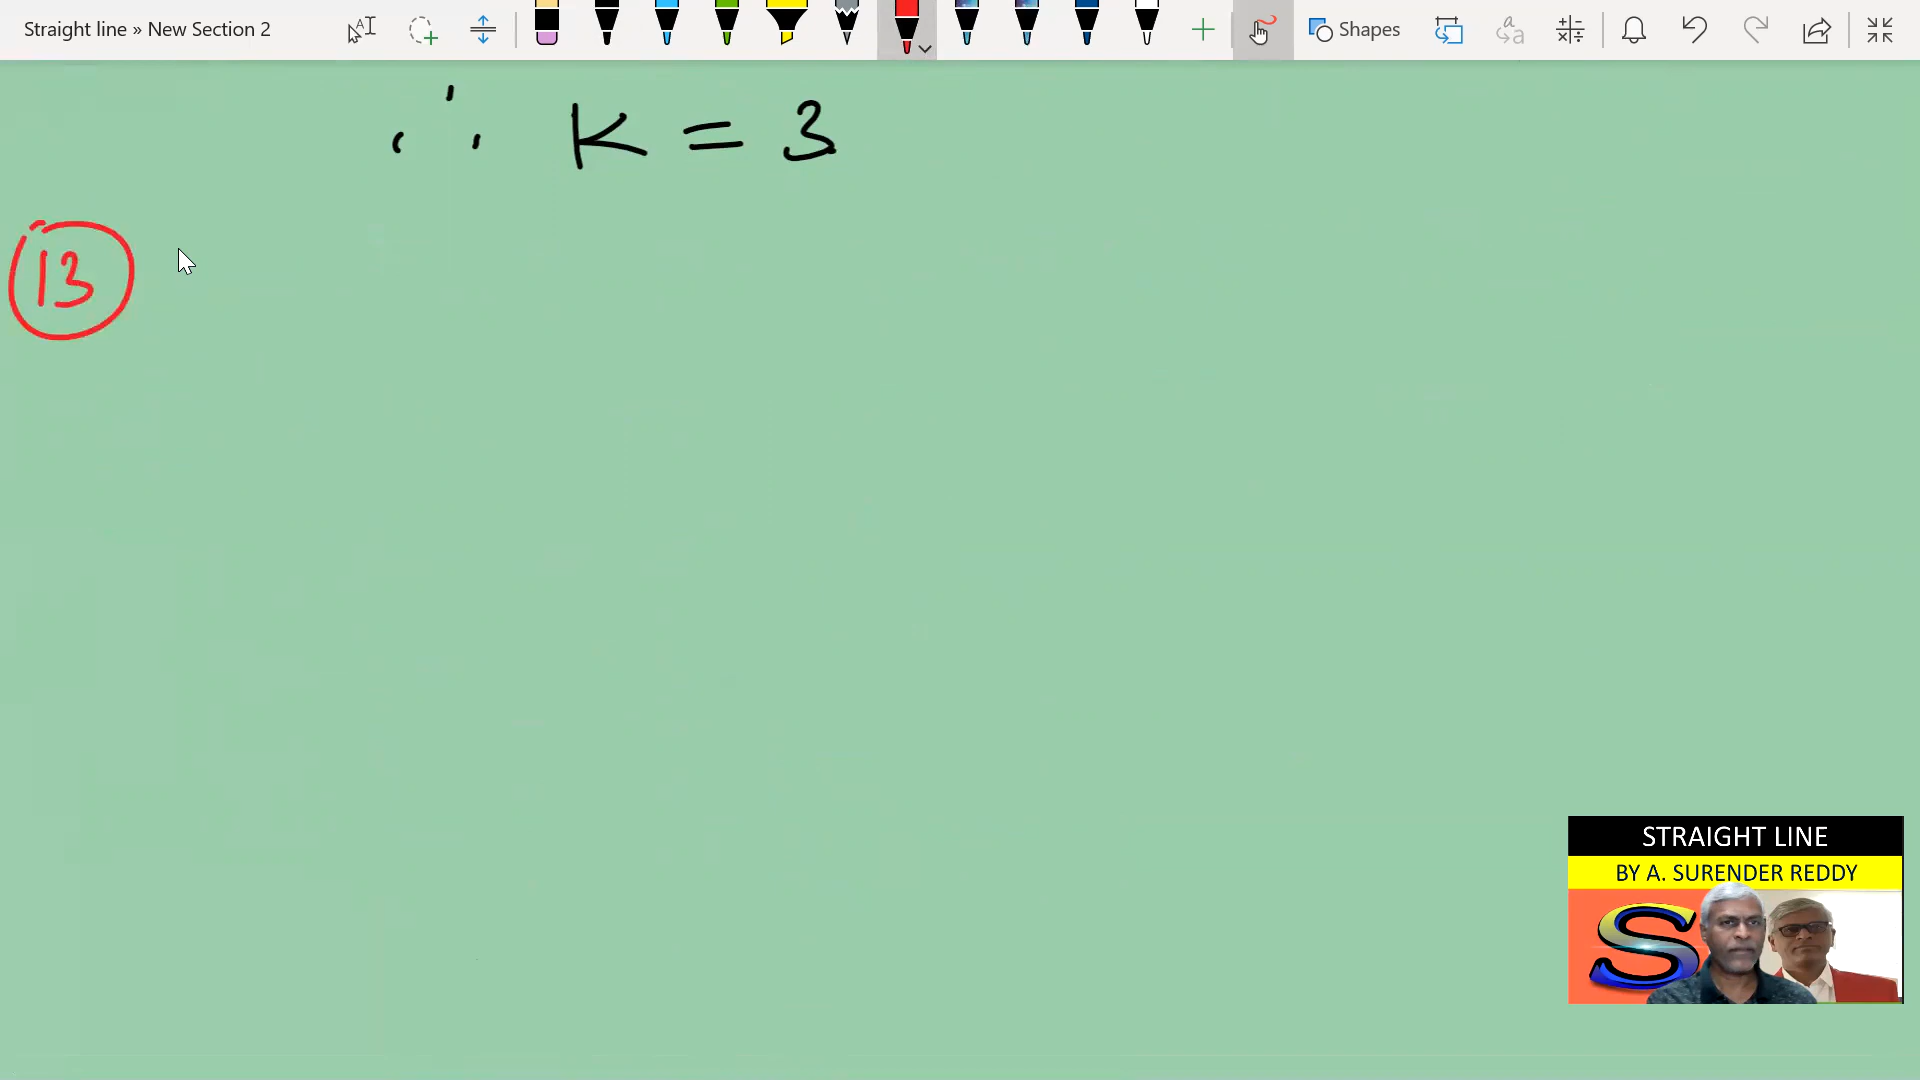 Straight line » New Section 2
Shapes
∴ K = 3
13
STRAIGHT LINE
BY A. SURENDER REDDY
S